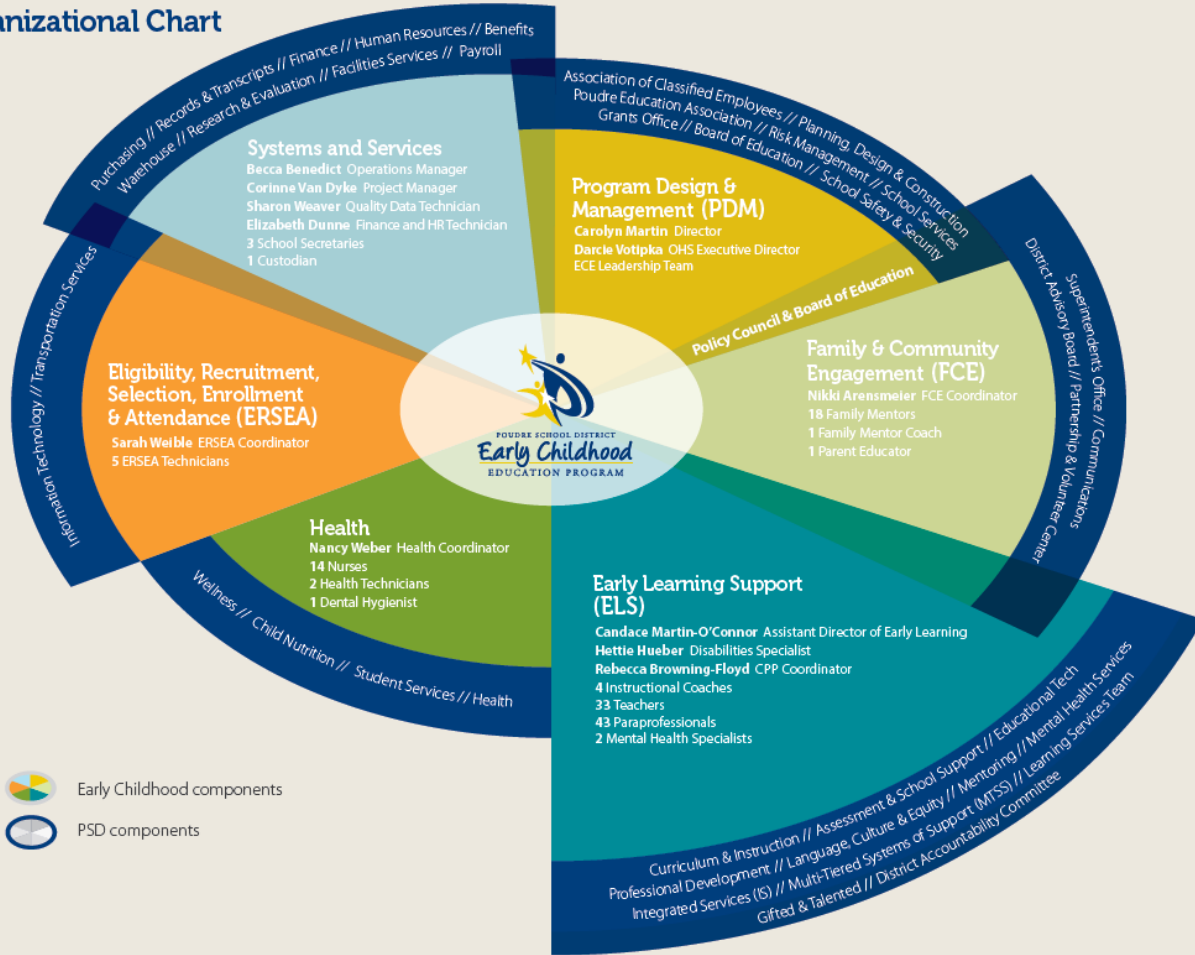 anizational Chart
Purchasing // Records & Transcripts // Finance // Human Resources // Benefits
Warehouse // Research & Evaluation // Facilities Services // Payroll
Association of Classified Employees // Planning, Design & Construction
Poudre Education Association // Risk Management // School Services
Grants Office // Board of Education // School Safety & Security
Systems and Services
Becca Benedict Operations Manager
Corinne Van Dyke Project Manager
Sharon Weaver Quality Data Technician
Elizabeth Dunne Finance and HR Technician
3 School Secretaries
1 Custodian
Program Design &
Management (PDM)
Carolyn Martin Director
Darcie Votipka OHS Executive Director
ECE Leadership Team
Policy Council & Board of Education
Superintendent's Office // Communications
District Advisory Board // Partnership & Volunteer Center
Family & Community
Engagement (FCE)
Nikki Arensmeier FCE Coordinator
18 Family Mentors
1 Family Mentor Coach
1 Parent Educator
Information Technology // Transportation Services
Eligibility, Recruitment,
Selection, Enrollment
& Attendance (ERSEA)
Sarah Weible ERSEA Coordinator
5 ERSEA Technicians
POUDRE SCHOOL DISTRICT
Early Childhood
EDUCATION PROGRAM
Health
Nancy Weber Health Coordinator
14 Nurses
2 Health Technicians
1 Dental Hygienist
Wellness // Child Nutrition // Student Services // Health
Early Learning Support
(ELS)
Candace Martin-O'Connor Assistant Director of Early Learning
Hettie Hueber Disabilities Specialist
Rebecca Browning-Floyd CPP Coordinator
4 Instructional Coaches
33 Teachers
43 Paraprofessionals
2 Mental Health Specialists
Curriculum & Instruction // Assessment & School Support // Educational Tech
Professional Development // Language, Culture & Equity // Mentoring // Mental Health Services
Integrated Services (IS) // Multi-Tiered Systems of Support (MTSS) // Learning Services Team
Gifted & Talented // District Accountability Committee
Early Childhood components
PSD components